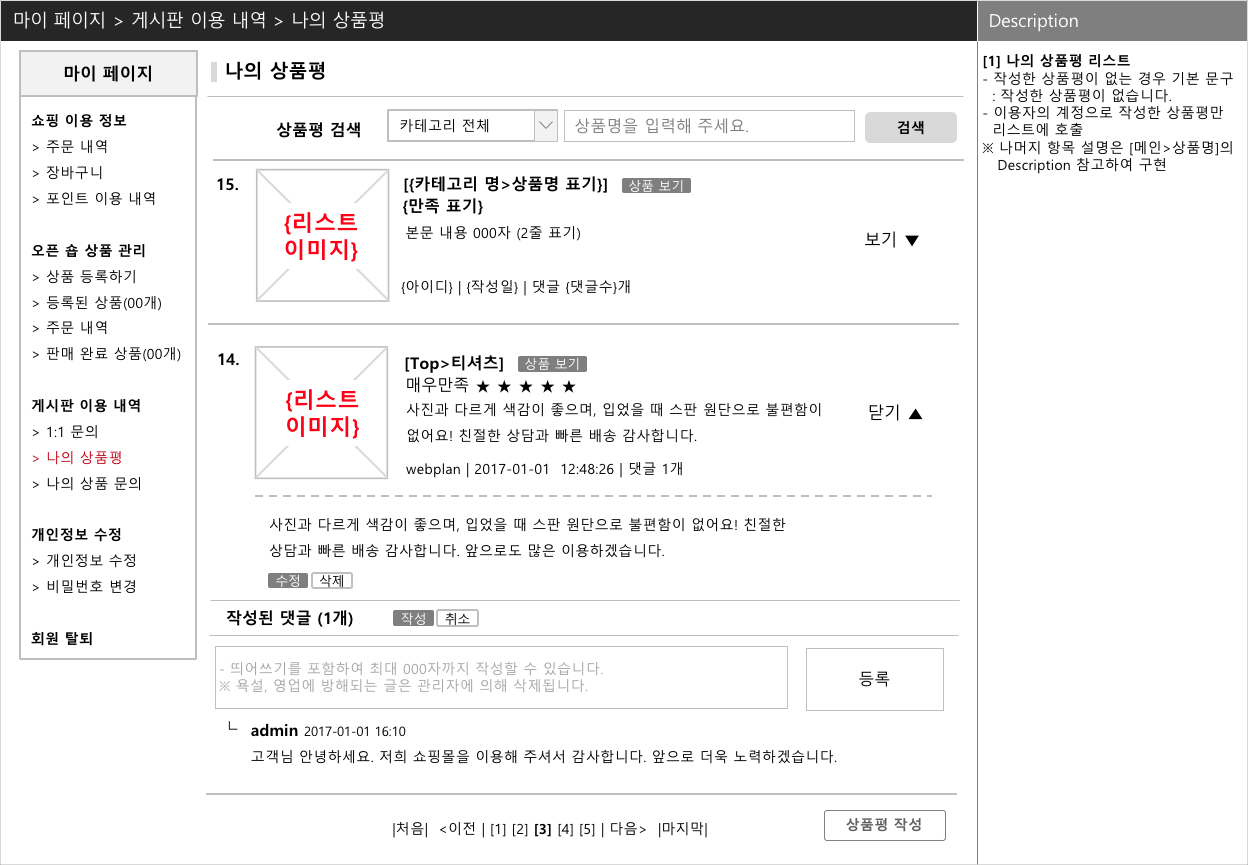 마이 페이지 > 게시판 이용 내역 > 나의 상품평
Description
마이 페이지
쇼핑 이용 정보
> 주문 내역
> 장바구니
> 포인트 이용 내역
오픈 숍 상품 관리
> 상품 등록하기
> 등록된 상품(00개)
> 주문 내역
> 판매 완료 상품(00개)
게시판 이용 내역
> 1:1 문의
> 나의 상품평
> 나의 상품 문의
개인정보 수정
> 개인정보 수정
> 비밀번호 변경
회원 탈퇴
나의 상품평
상품평 검색 카테고리 전체 상품명을 입력해 주세요. 검색
15.
{리스트
이미지}
[{카테고리 명>상품명 표기}] 상품 보기
{만족 표기}
본문 내용 000자 (2줄 표기)
보기 ▼
{아이디} | {작성일} | 댓글 {댓글수}개
14.
{리스트
이미지}
[Top>티셔츠] 상품 보기
매우만족 ★ ★ ★ ★ ★
사진과 다르게 색감이 좋으며, 입었을 때 스판 원단으로 불편함이
없어요! 친절한 상담과 빠른 배송 감사합니다.
닫기 ▲
webplan | 2017-01-01 12:48:26 | 댓글 1개
사진과 다르게 색감이 좋으며, 입었을 때 스판 원단으로 불편함이 없어요! 친절한
상담과 빠른 배송 감사합니다. 앞으로도 많은 이용하겠습니다.
수정 삭제
작성된 댓글 (1개) 작성 취소
- 띄어쓰기를 포함하여 최대 000자까지 작성할 수 있습니다.
※ 욕설, 영업에 방해되는 글은 관리자에 의해 삭제됩니다.
등록
└ admin 2017-01-01 16:10
고객님 안녕하세요. 저희 쇼핑몰을 이용해 주셔서 감사합니다. 앞으로 더욱 노력하겠습니다.
|처음| <이전 | [1] [2] [3] [4] [5] | 다음> |마지막|
상품평 작성
[1] 나의 상품평 리스트
- 작성한 상품평이 없는 경우 기본 문구
: 작성한 상품평이 없습니다.
- 이용자의 계정으로 작성한 상품평만
리스트에 호출
※ 나머지 항목 설명은 [메인>상품명]의
Description 참고하여 구현